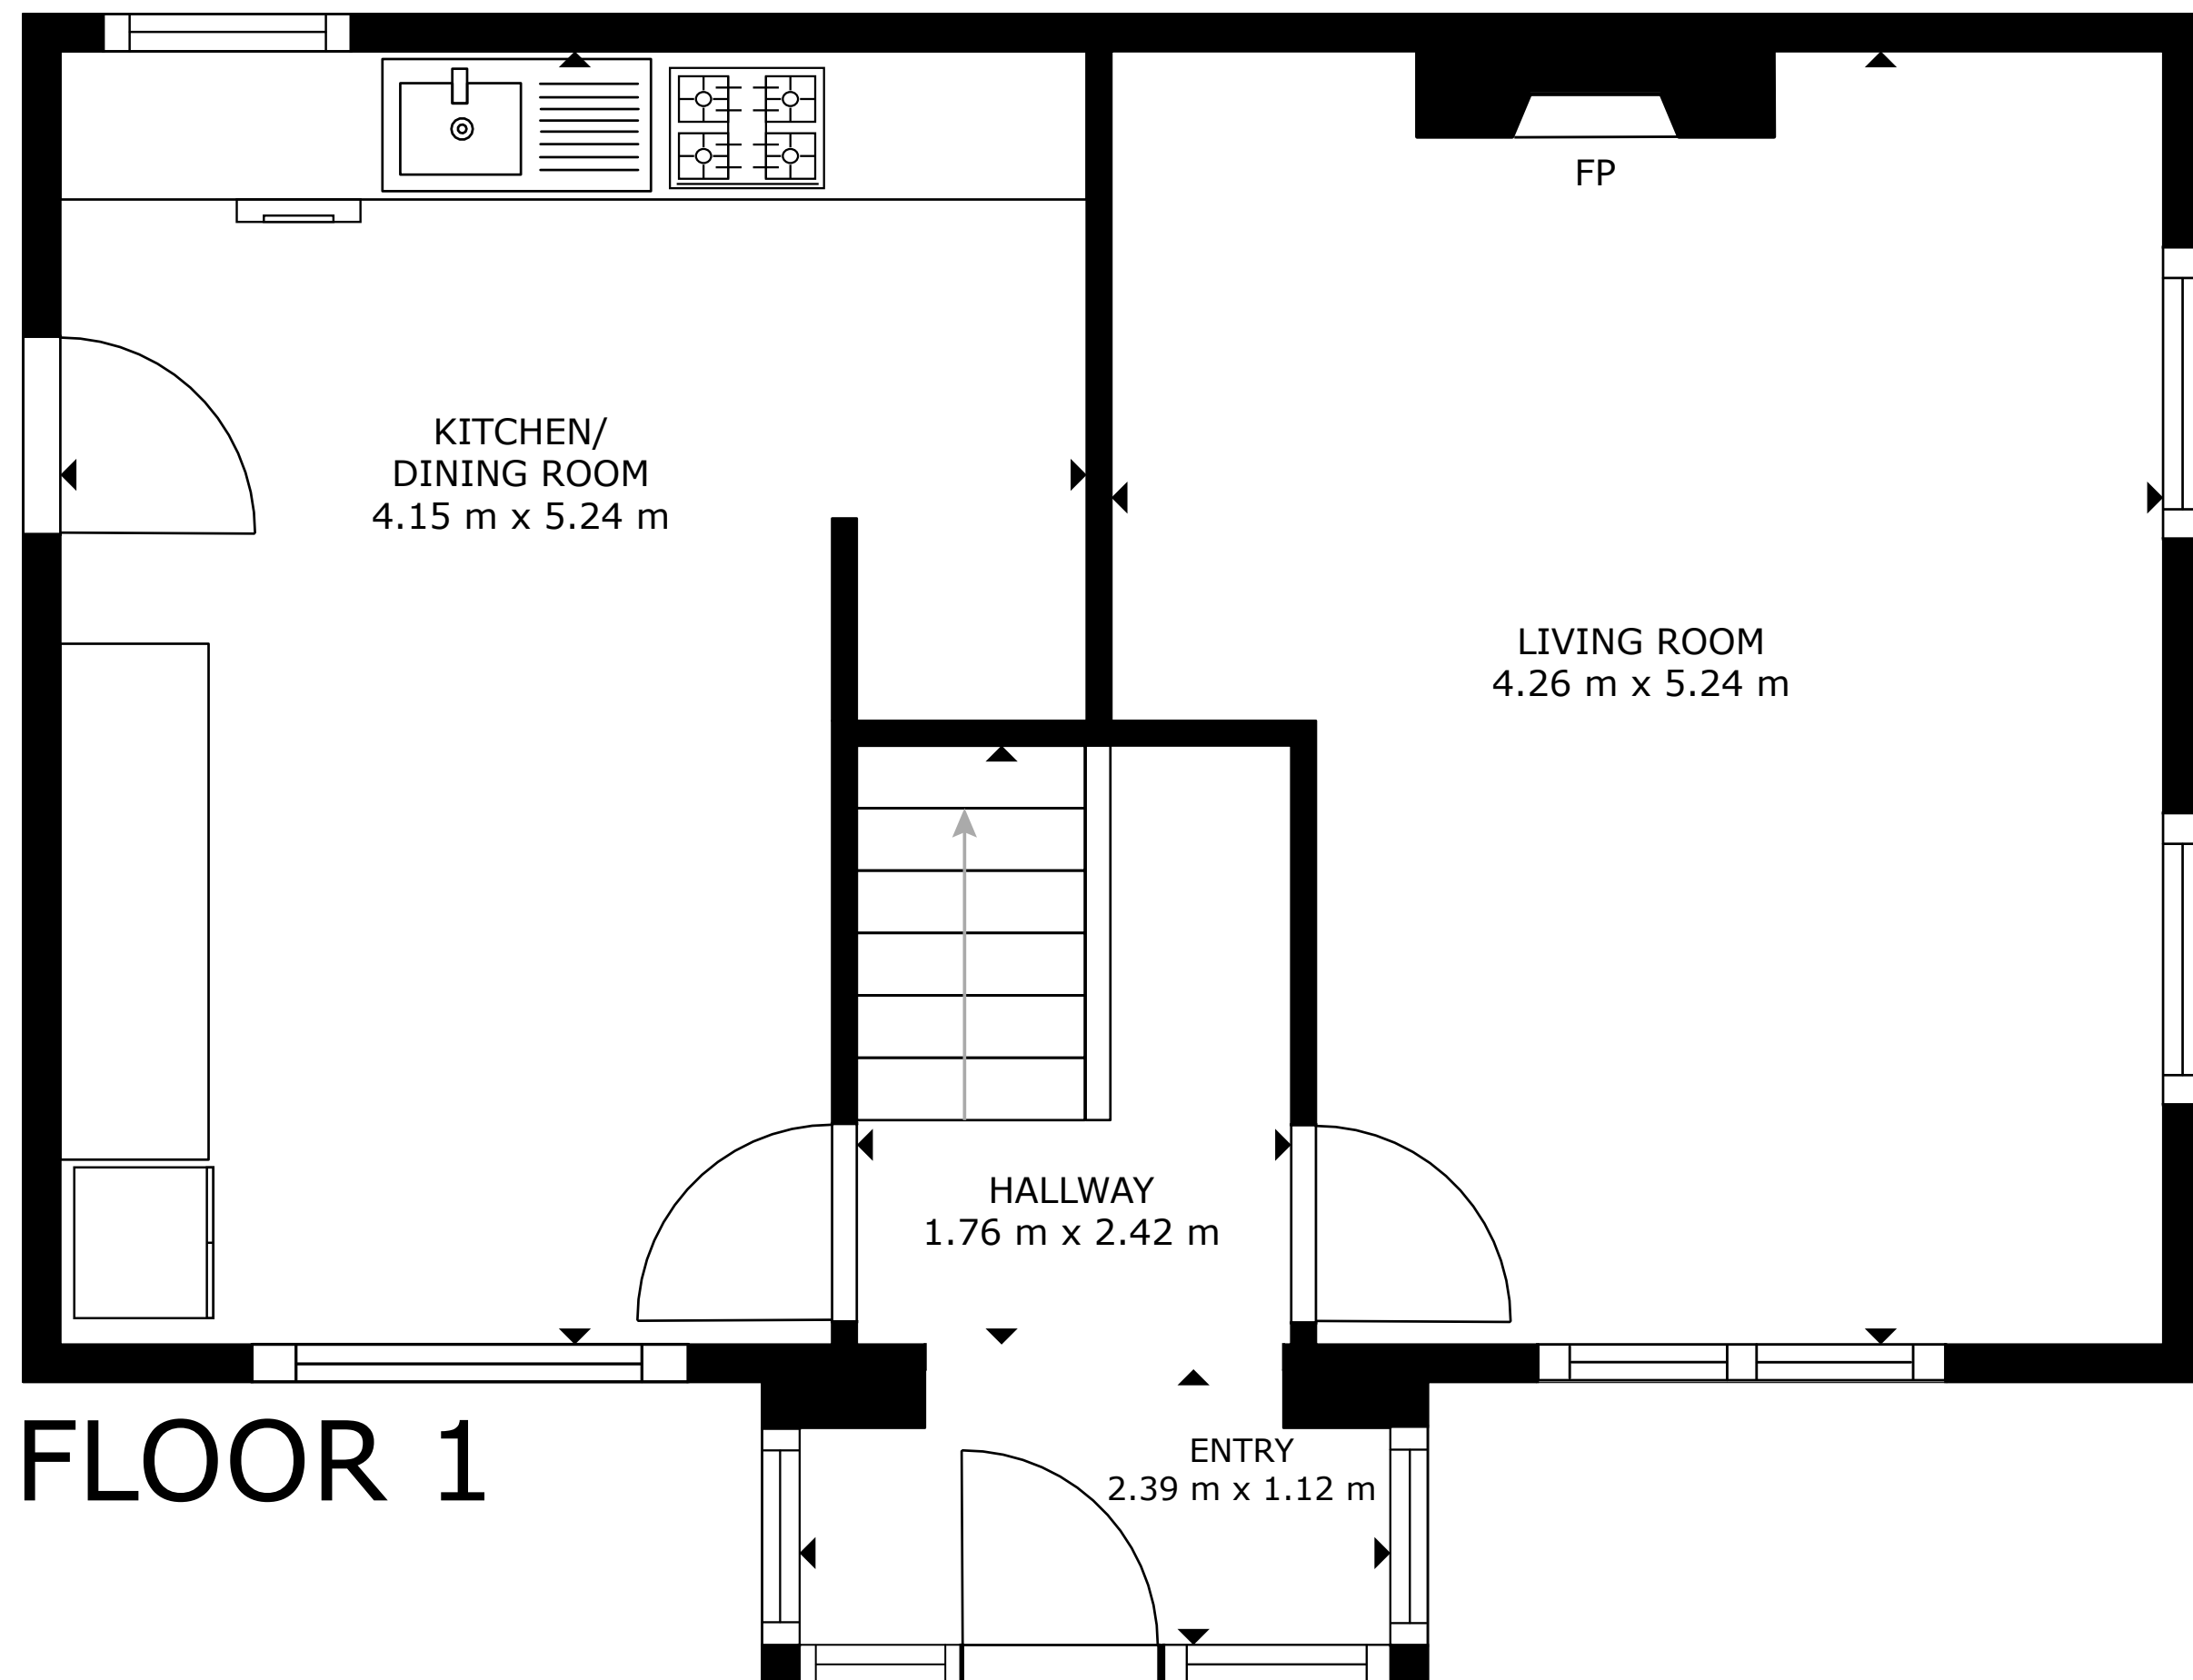 FP
KITCHEN/
DINING ROOM
4.15 m x 5.24 m
LIVING ROOM
4.26 m x 5.24 m
HALLWAY
1.76 m x 2.42 m
ENTRY
2.39 m x 1.12 m
FLOOR 1